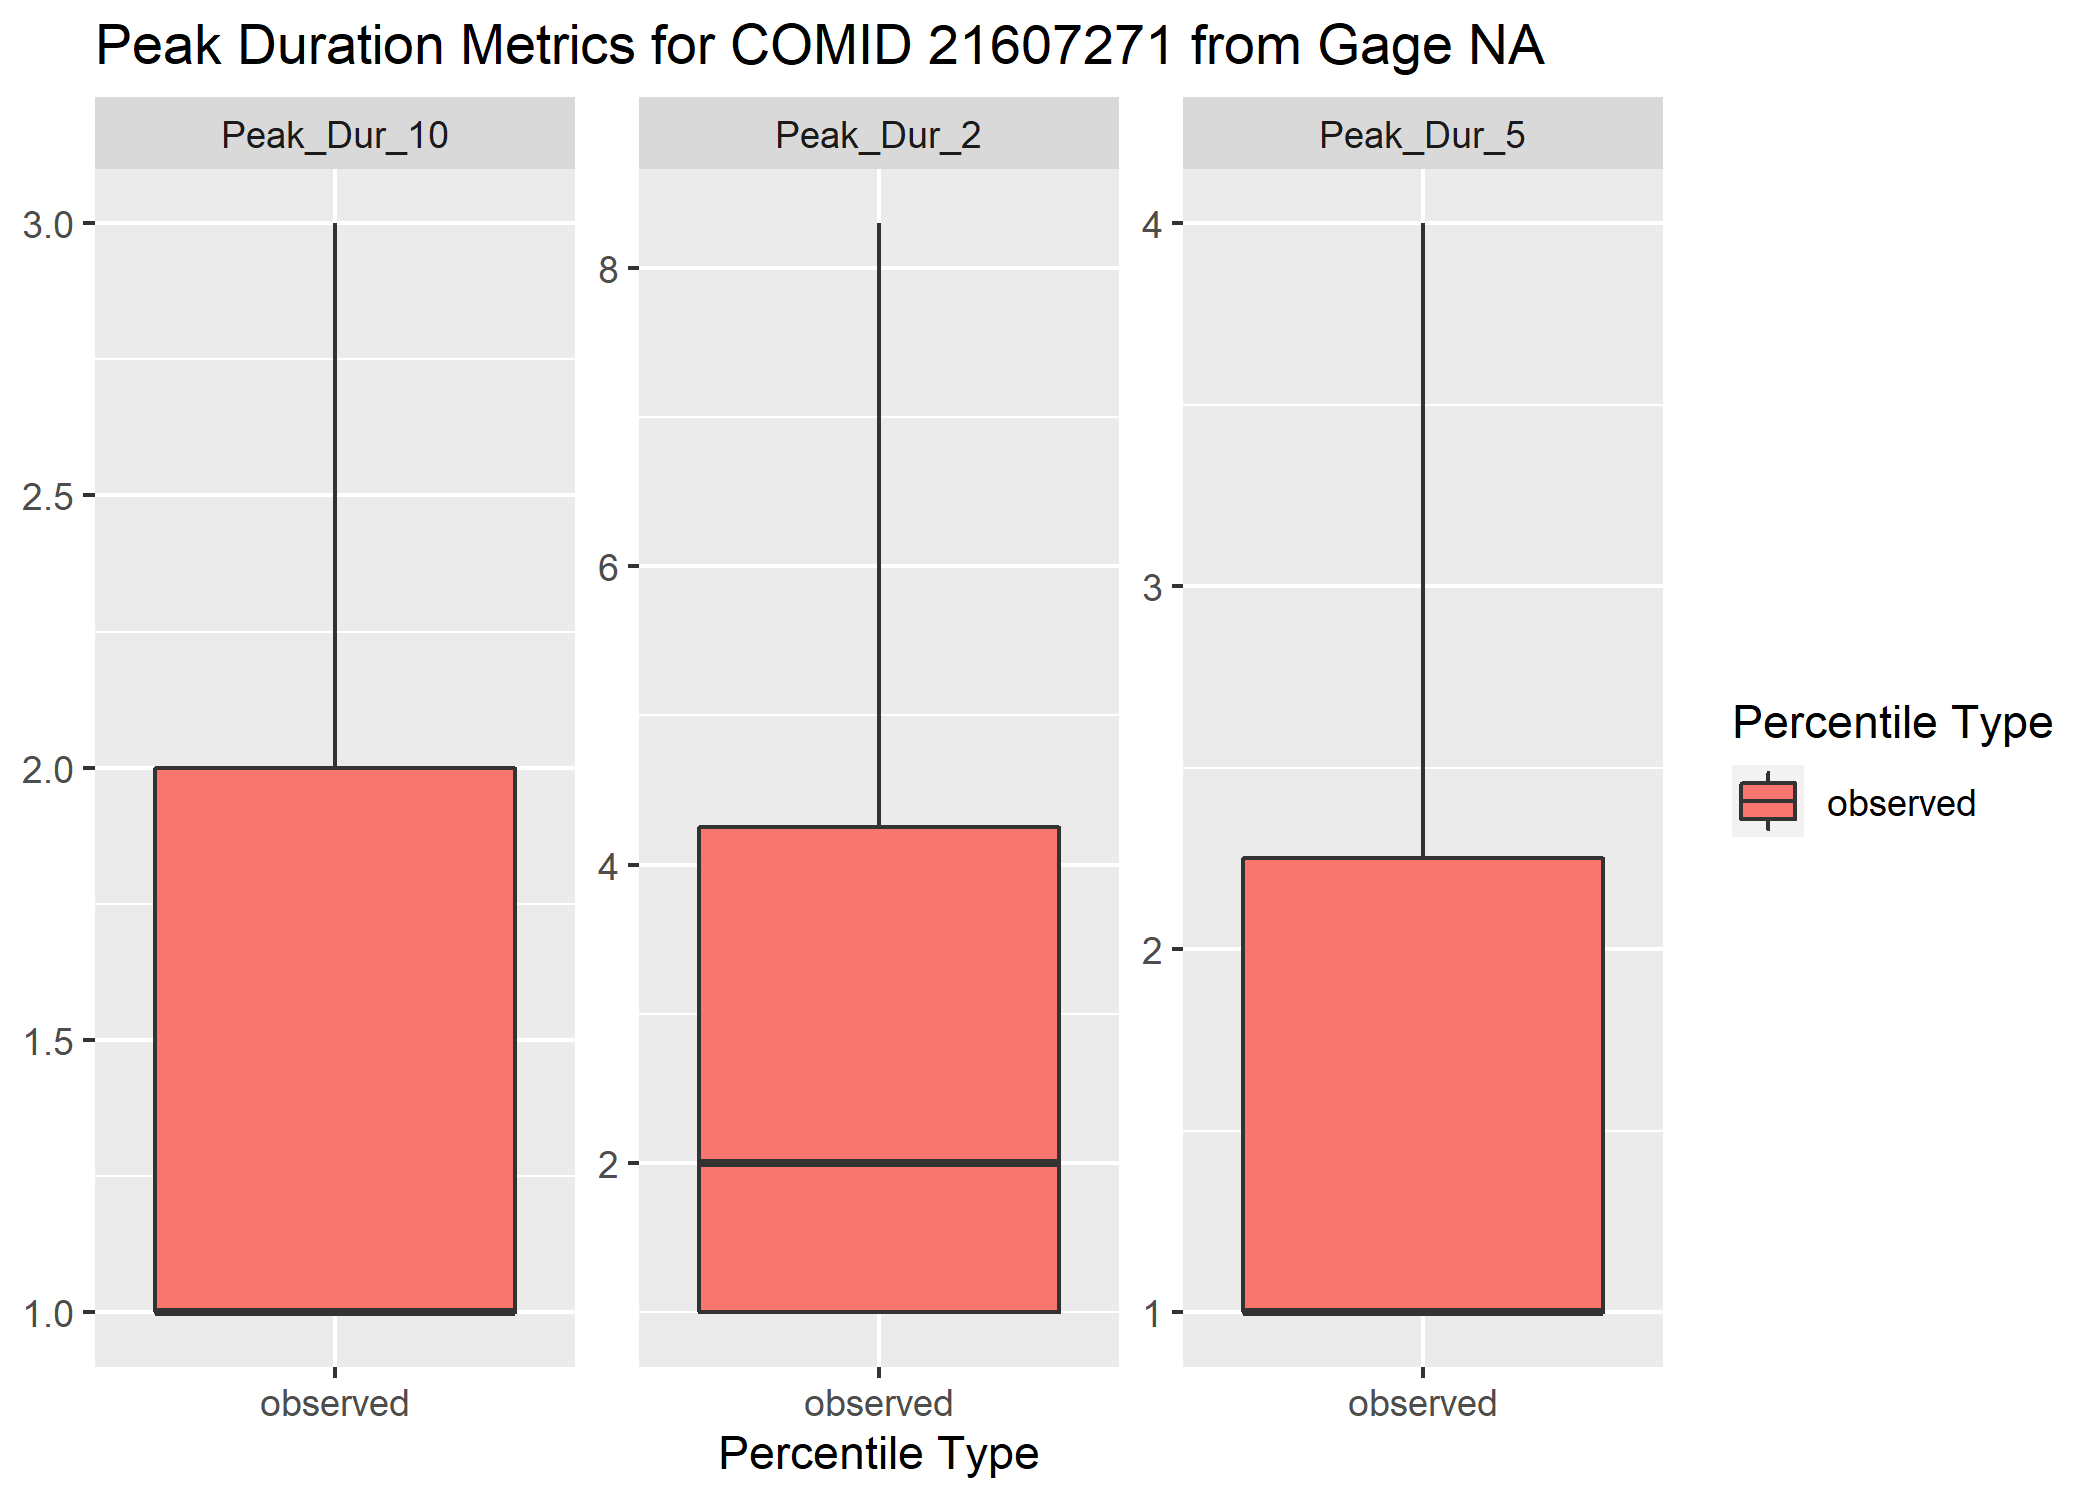 Peak Duration Metrics for COMID 21607271 from Gage NA
Peak_Dur_10
Peak_Dur_2
Peak_Dur_5
3.0
2.5
2.0
1.5
1.0
8
6
4
2
4
3
2
1
observed
observed
observed
Percentile Type
Percentile Type
observed